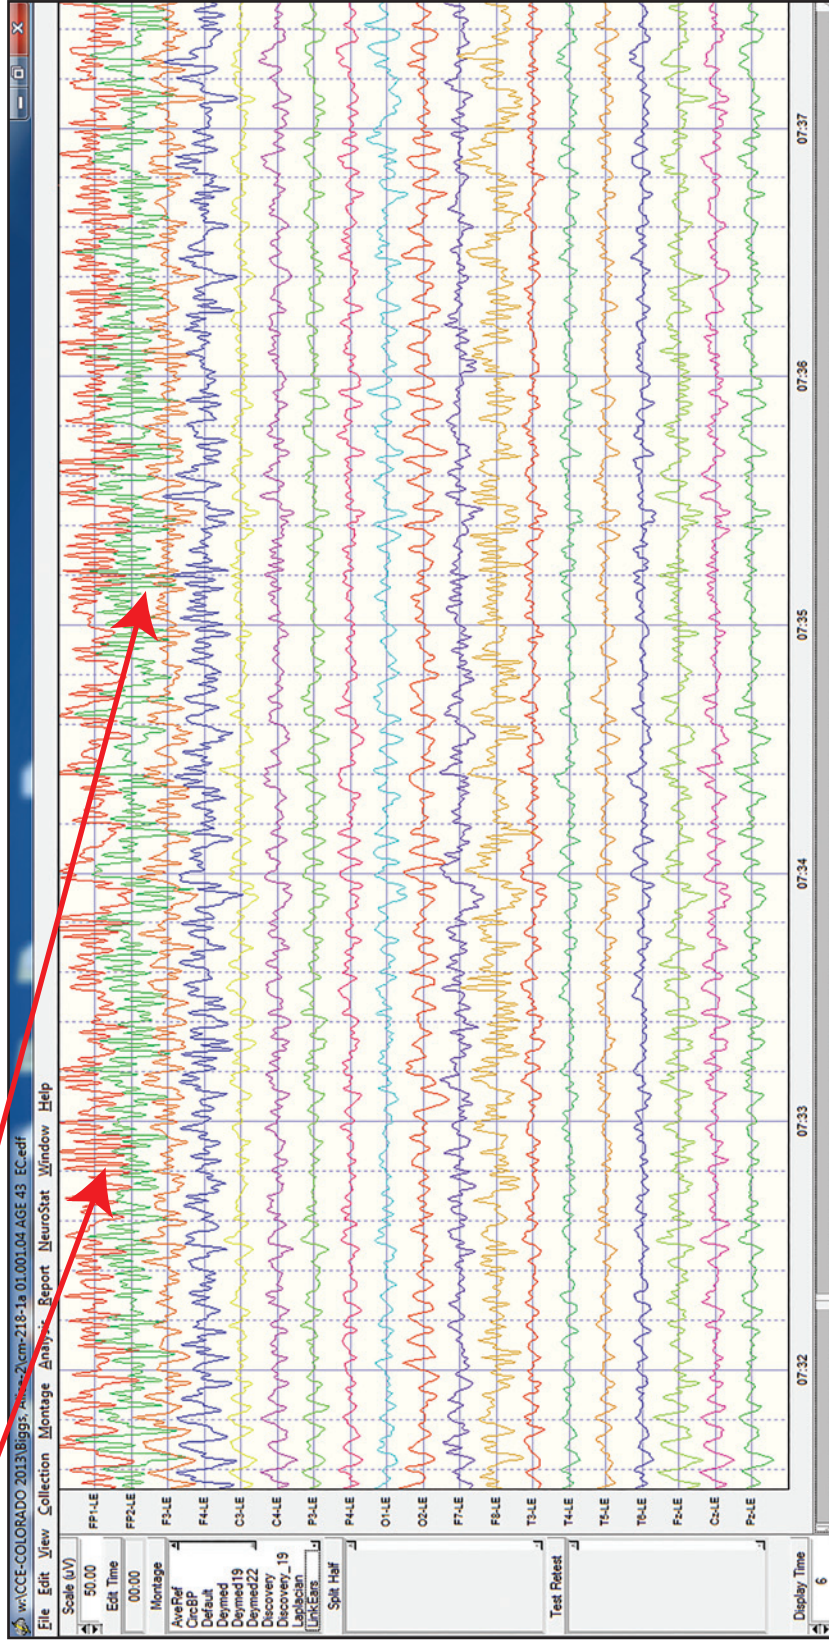 w:\CCE-COLORADO 2013\Biggs, 2\cm-218-1a 01.001.04 AGE 43 EC.edf
File Edit View Collection Montage Analysis Report NeuroStat Window Help
Scale (uV)
50.00
Edit Time
00:00
Montage
AveRef
CircBP
Default
Deymed
Deymed19
Deymed22
Discovery
Discovery_19
Laplacian
LinkEars
Split Half
Test Retest
Display Time
6
FP1-LE
FP2-LE
F3-LE
F4-LE
C3-LE
C4-LE
P3-LE
P4-LE
O1-LE
O2-LE
F7-LE
F8-LE
T3-LE
T4-LE
T5-LE
T6-LE
Fz-LE
Cz-LE
Pz-LE
07:32
07:33
07:34
07:35
07:36
07:37